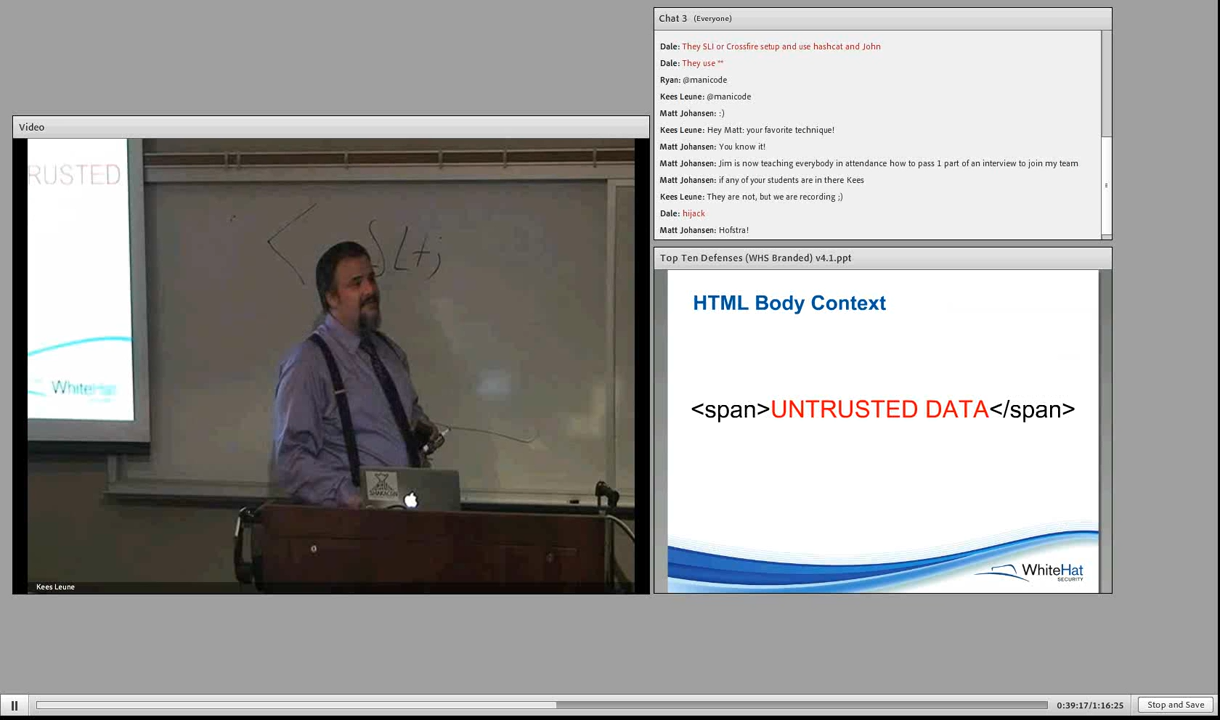 Chat 3 (Everyone)
Dale: They SLI or Crossfire setup and use hashcat and John
Dale: They use **
Ryan: @manicode
Kees Leune: @manicode
Matt Johansen: :)
Kees Leune: Hey Matt: your favorite technique!
Matt Johansen: You know it!
Matt Johansen: Jim is now teaching everybody in attendance how to pass 1 part of an interview to join my team
Matt Johansen: if any of your students are in there Kees
Kees Leune: They are not, but we are recording ;)
Dale: hijack
Matt Johansen: Hofstra!
Video
RUSTED
< &Lt;
WhiteHat
Kees Leune
Top Ten Defenses (WHS Branded) v4.1.ppt
HTML Body Context
<span>UNTRUSTED DATA</span>
WhiteHat
SECURITY
0:39:17/1:16:25
Stop and Save